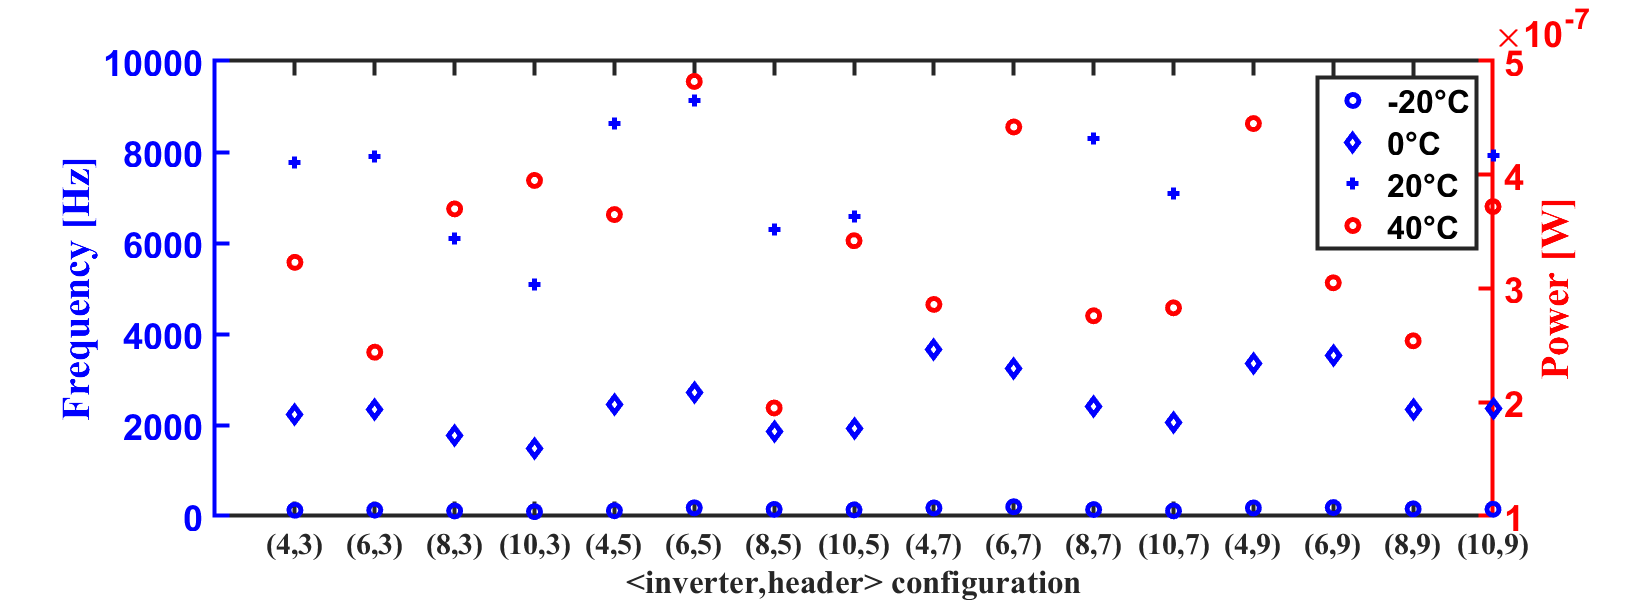 ×10-7
10000
8000
6000
4000
2000
0
Frequency [Hz]
5
4
3
2
1
Power [W]
-20°C
0°C
20°C
40°C
(4,3) (6,3) (8,3) (10,3) (4,5) (6,5) (8,5) (10,5) (4,7) (6,7) (8,7) (10,7) (4,9) (6,9) (8,9) (10,9)
<inverter,header> configuration